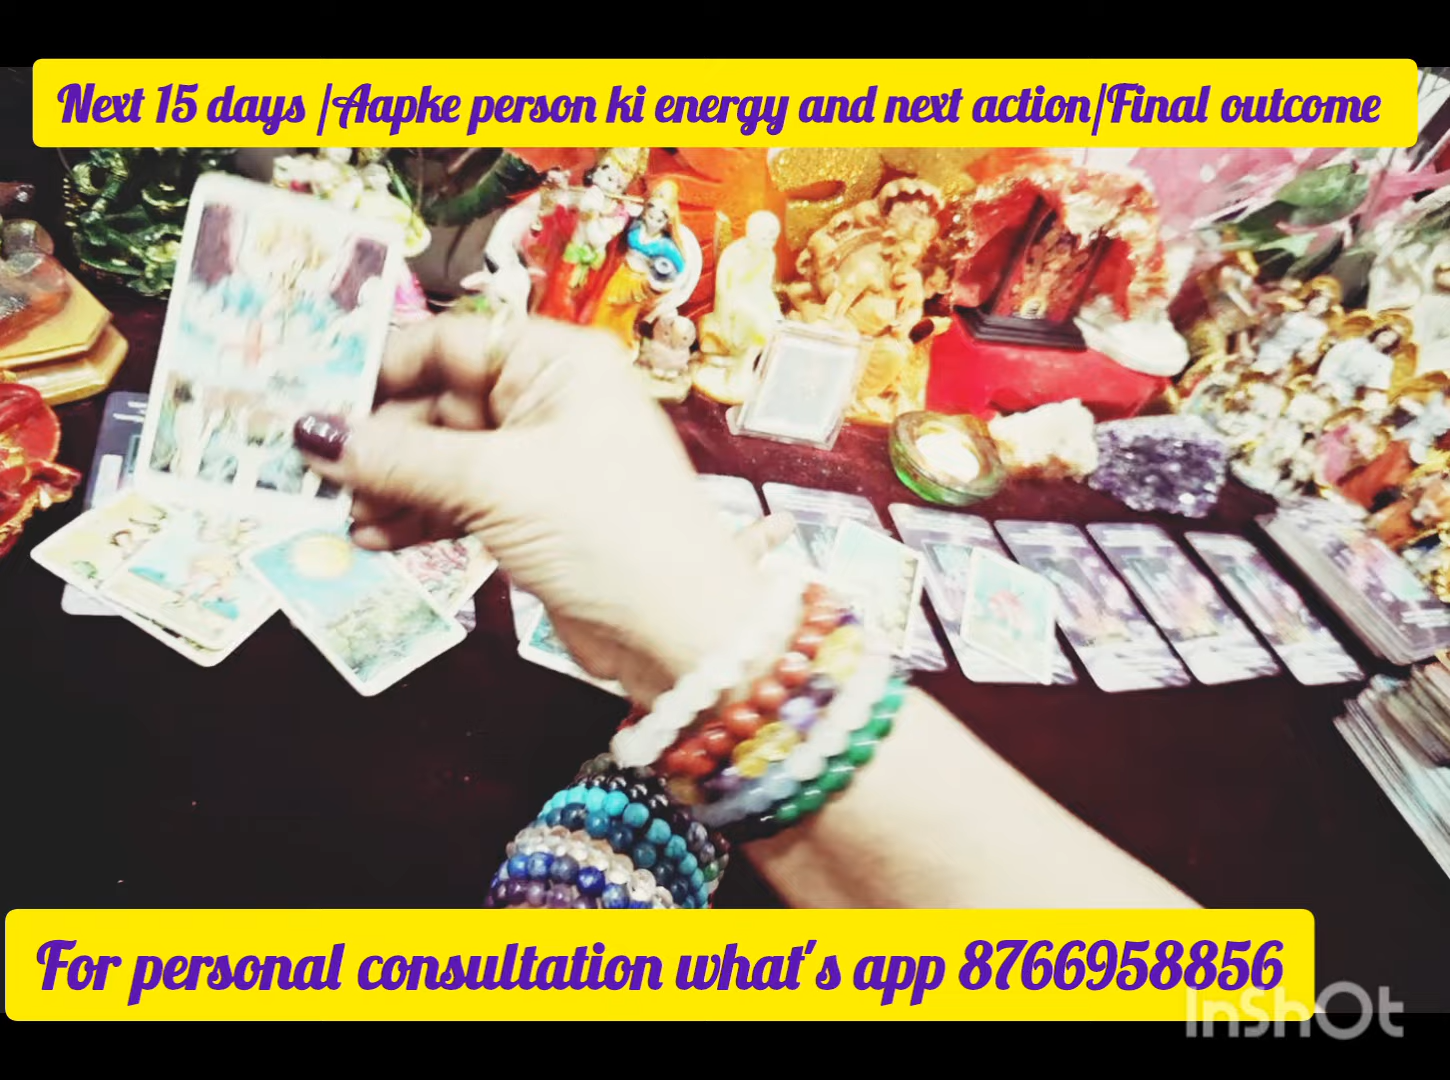 Next 15 days /Aapke person ki energy and next action/Final outcome
For personal consultation what's app 8766958856
InShOt